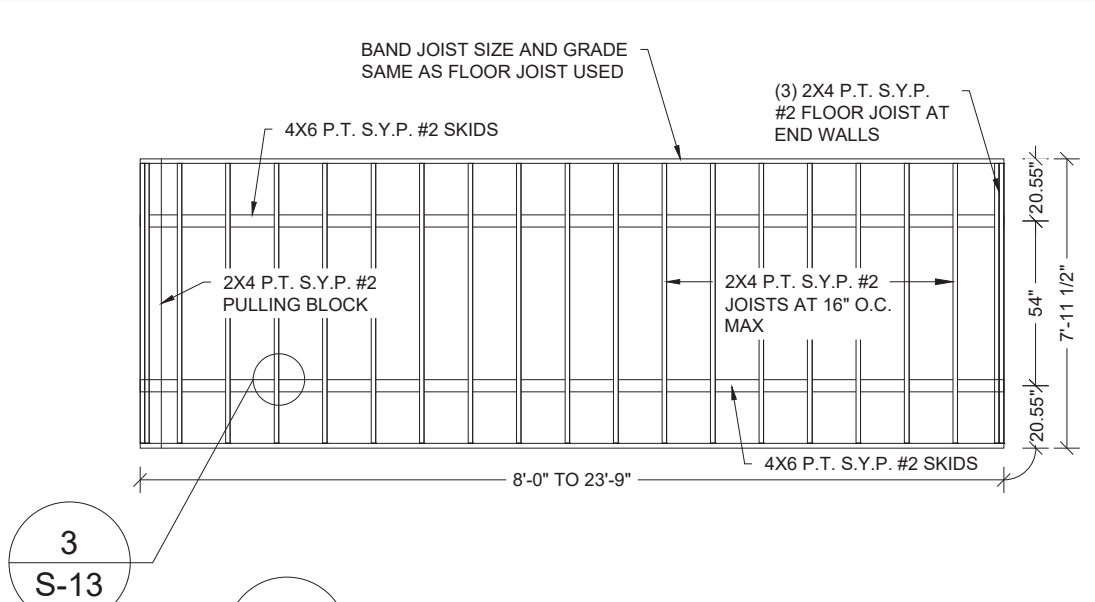 BAND JOIST SIZE AND GRADE
SAME AS FLOOR JOIST USED
(3) 2X4 P.T. S.Y.P.
#2 FLOOR JOIST AT
END WALLS
4X6 P.T. S.Y.P. #2 SKIDS
20.55"
2X4 P.T. S.Y.P. #2
PULLING BLOCK
2X4 P.T. S.Y.P. #2
JOISTS AT 16" O.C.
MAX
54"
7'-11 1/2"
20.55"
4X6 P.T. S.Y.P. #2 SKIDS
8'-0" TO 23'-9"
3
S-13